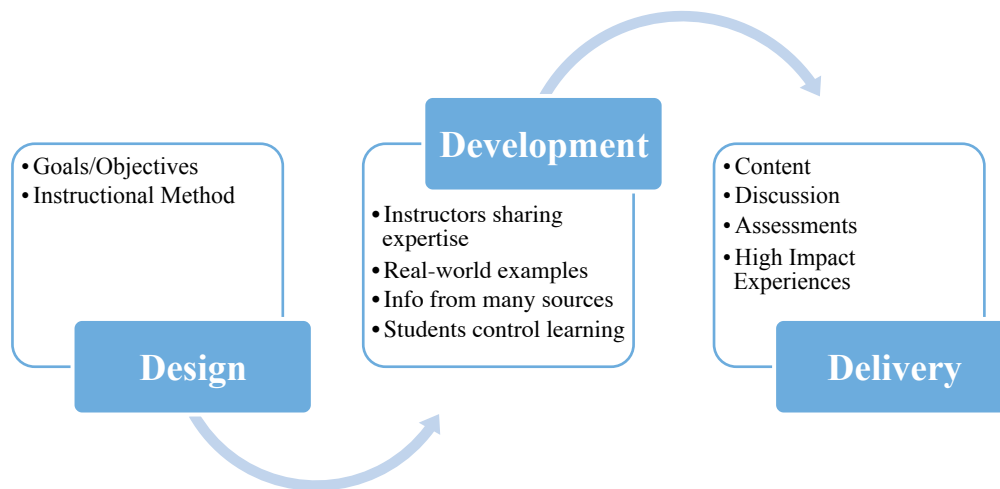 • Goals/Objectives
• Instructional Method
Design
Development
• Instructors sharing
expertise
• Real-world examples
• Info from many sources
• Students control learning
• Content
• Discussion
• Assessments
• High Impact
Experiences
Delivery